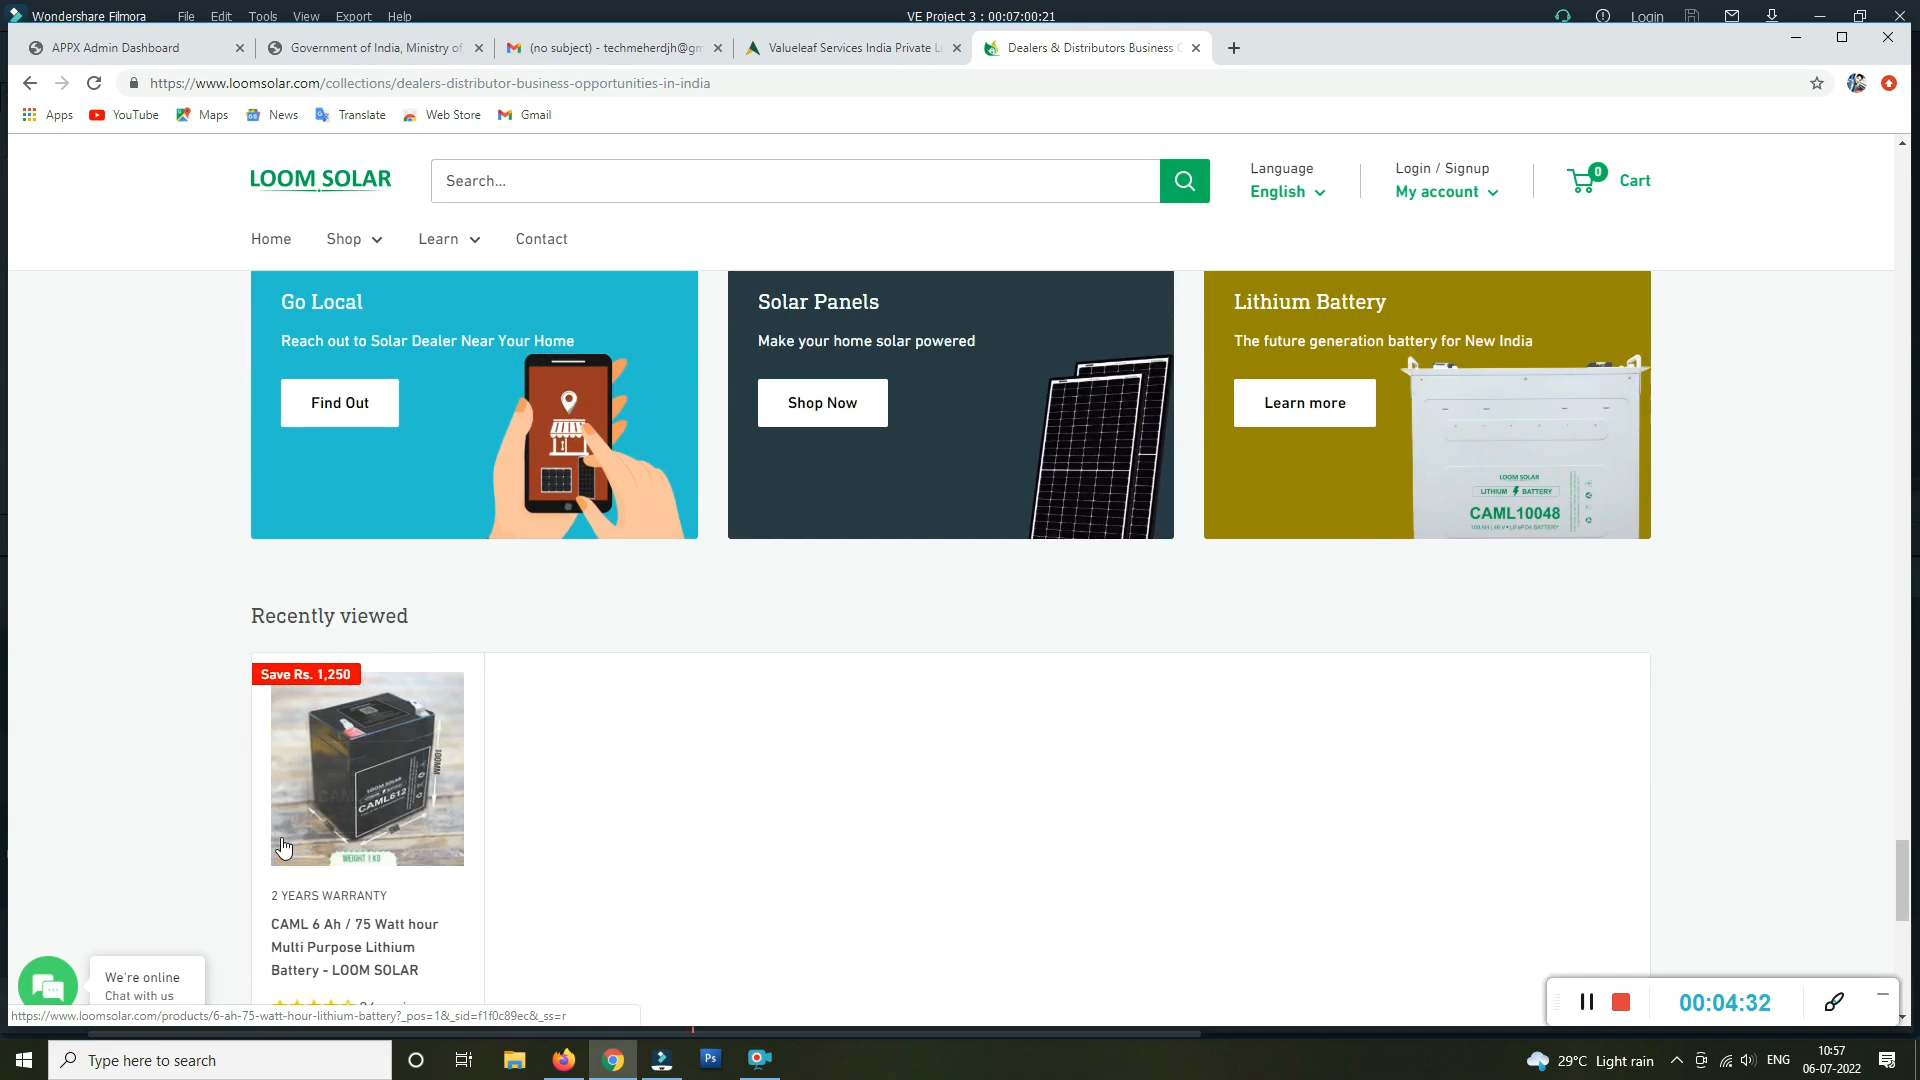 Wondershare Filmora File Edit Tools View Export Help VE Project 3 : 00:07:00:21 Login
APPX Admin Dashboard Government of India, Ministry of (no subject) - techmeherdjh@gm Valueleaf Services India Private L Dealers & Distributors Business
https://www.loomsolar.com/collections/dealers-distributor-business-opportunities-in-india
Apps YouTube Maps News Translate Web Store Gmail
LOOM SOLAR
Search...
Language
English
Login / Signup
My account
0
Cart
Home Shop Learn Contact
Go Local
Reach out to Solar Dealer Near Your Home
Find Out
Solar Panels
Make your home solar powered
Shop Now
Lithium Battery
The future generation battery for New India
Learn more
LOOM SOLAR
LITHIUM BATTERY
CAML10048
Recently viewed
Save Rs. 1,250
LOOM SOLAR
CAML612
100MM
WEIGHT 1 KG
2 YEARS WARRANTY
CAML 6 Ah / 75 Watt hour
Multi Purpose Lithium
Battery - LOOM SOLAR
We're online
Chat with us
https://www.loomsolar.com/products/6-ah-75-watt-hour-lithium-battery?_pos=1&_sid=f1f0c89ec&_ss=r
00:04:32
Type here to search
Ps
29°C Light rain
ENG
10:57
06-07-2022